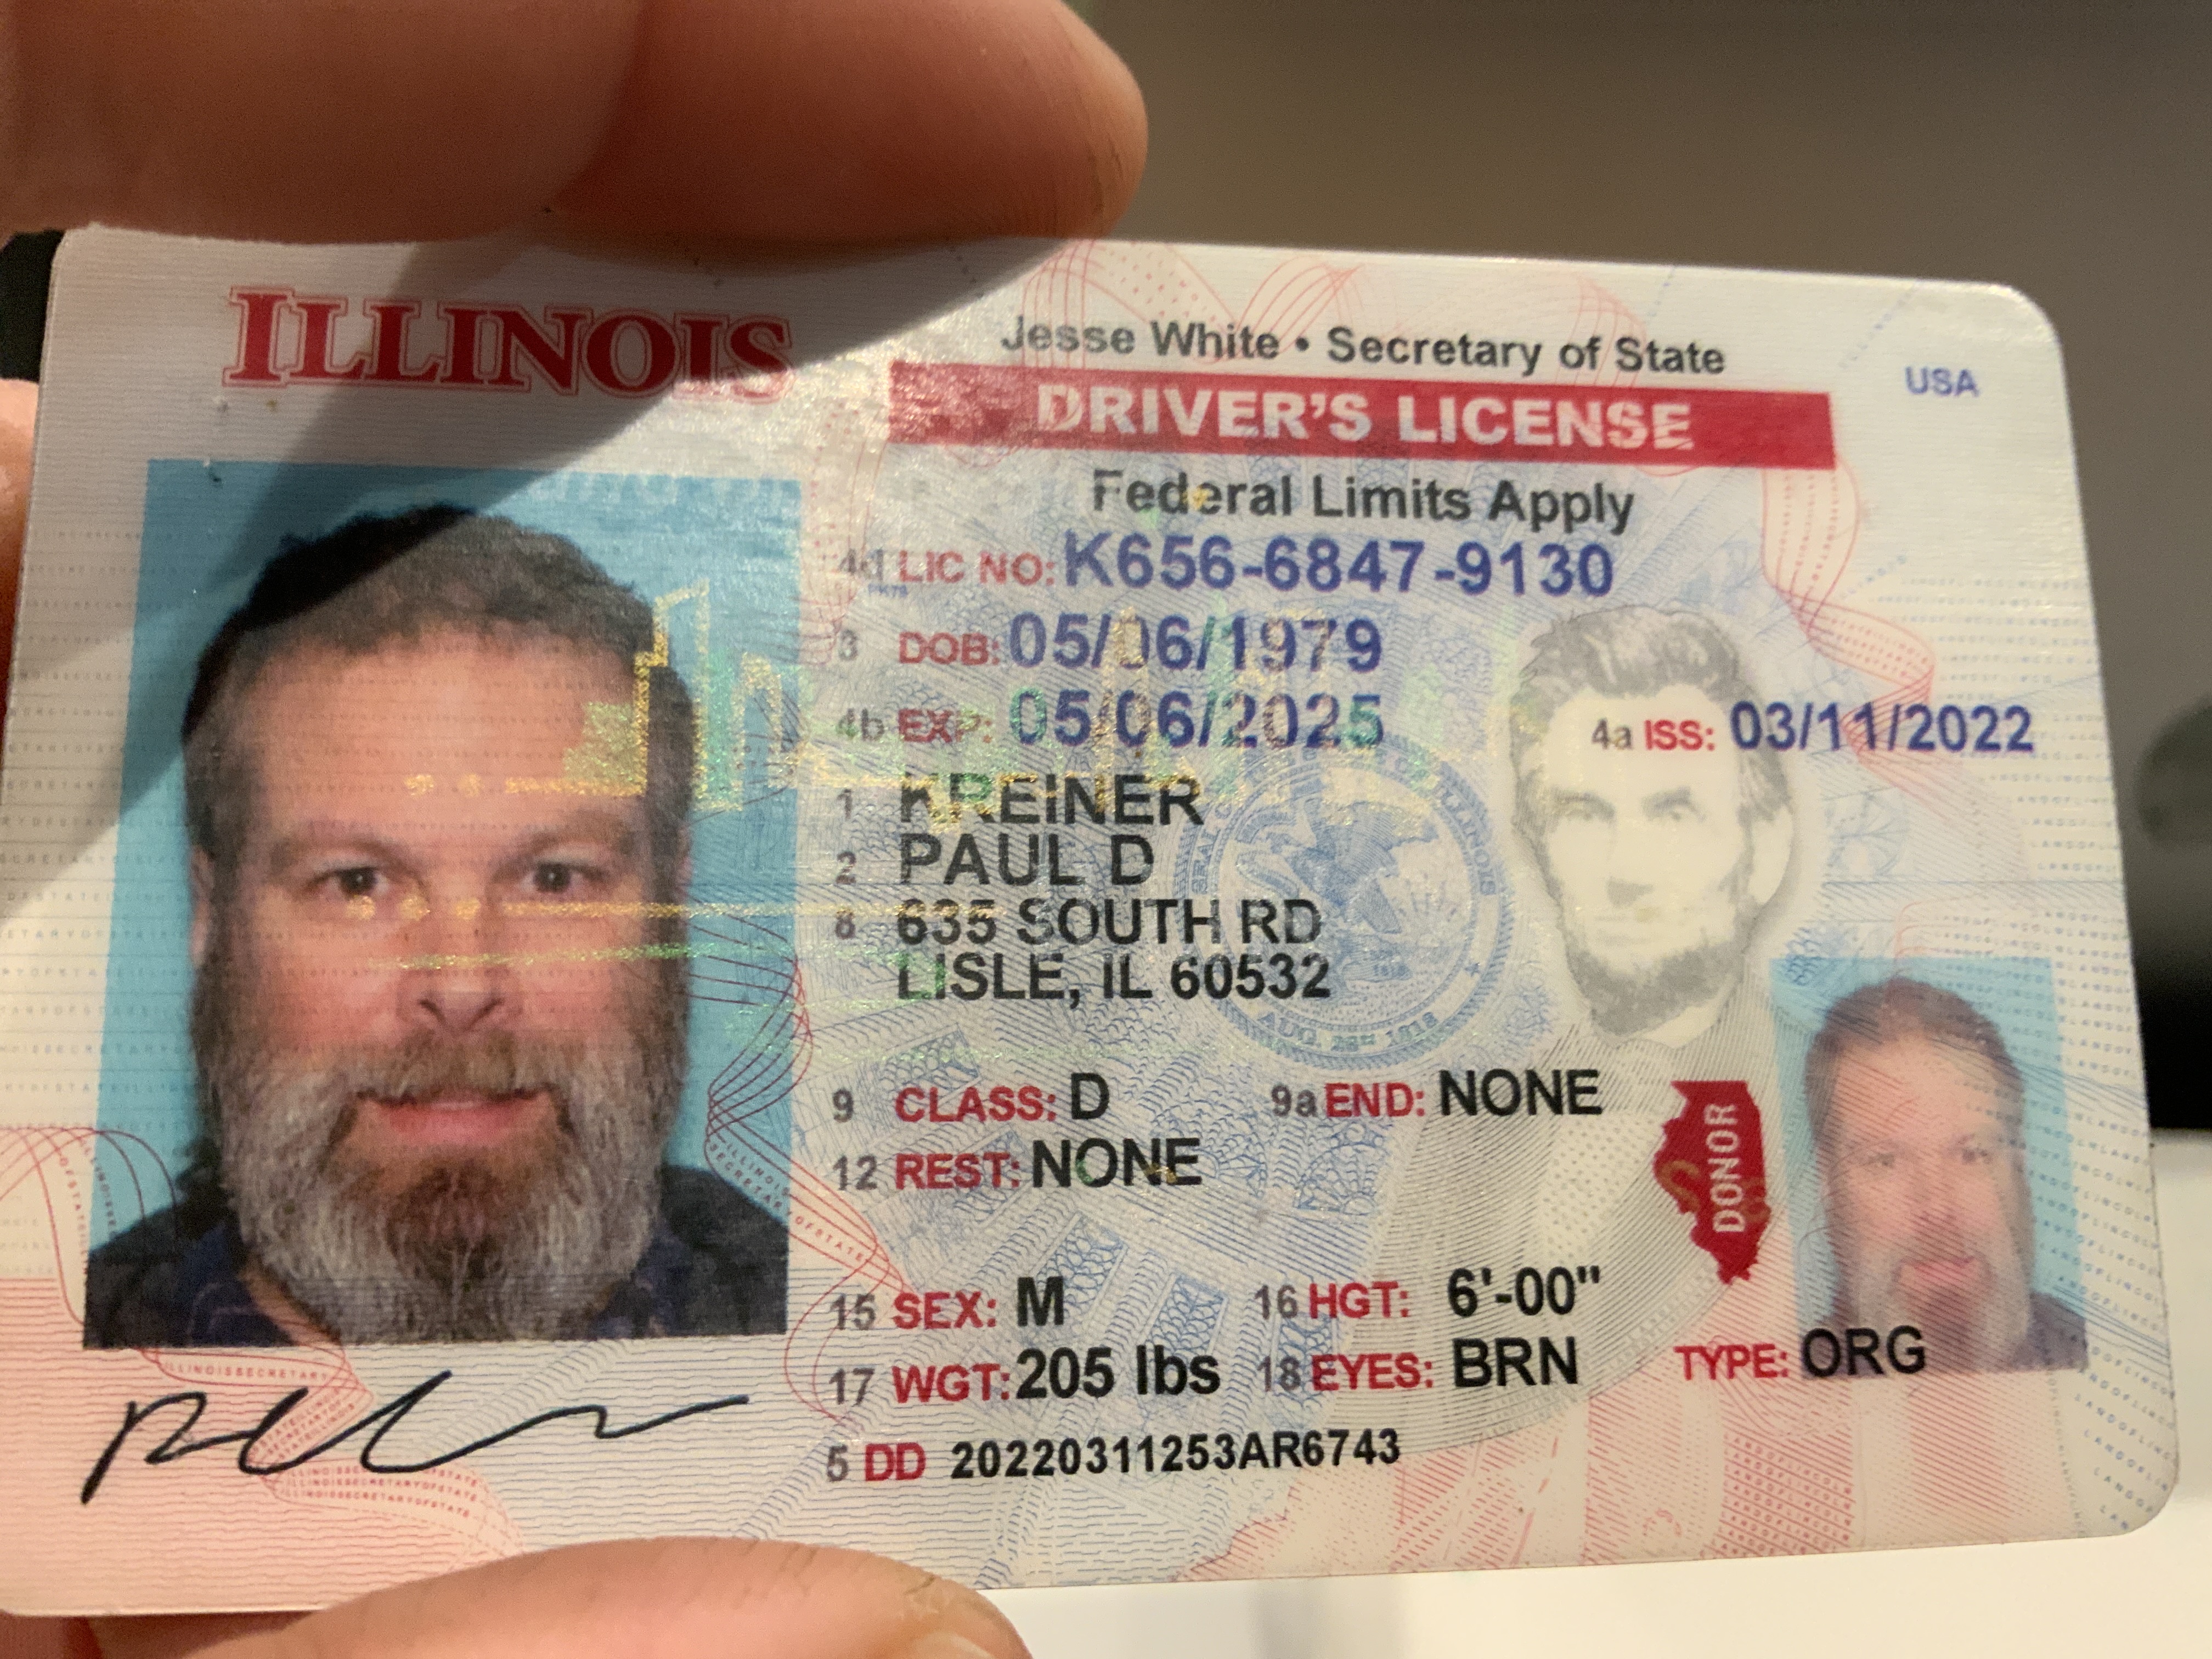 ILLINOIS
Jesse White • Secretary of State
USA
DRIVER'S LICENSE
Federal Limits Apply
4d LIC NO: K656-6847-9130
3 DOB: 05/06/1979
4b EXP: 05/06/2025
4a ISS: 03/11/2022
1 KREINER
2 PAUL D
8 635 SOUTH RD
LISLE, IL 60532
AUG. 26TH 1818
9 CLASS: D
9a END: NONE
12 REST: NONE
DONOR
15 SEX: M
16 HGT: 6'-00"
17 WGT: 205 lbs
18 EYES: BRN
TYPE: ORG
5 DD 20220311253AR6743